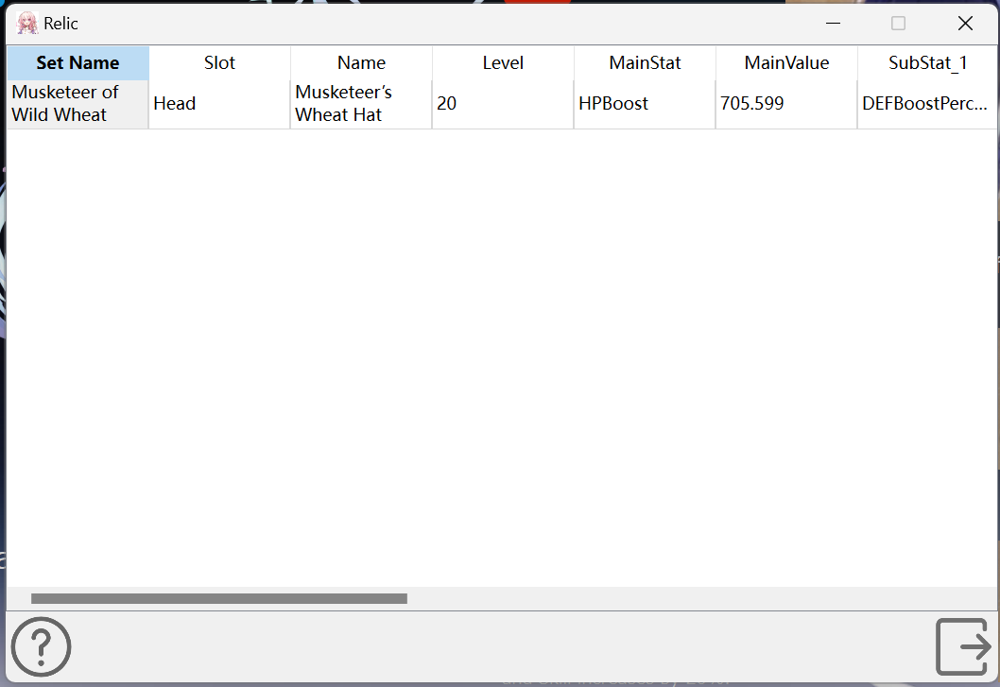 Relic
Set Name Slot Name Level MainStat MainValue SubStat_1
Musketeer of Wild Wheat Head Musketeer’s Wheat Hat 20 HPBoost 705.599 DEFBoostPerc...
?